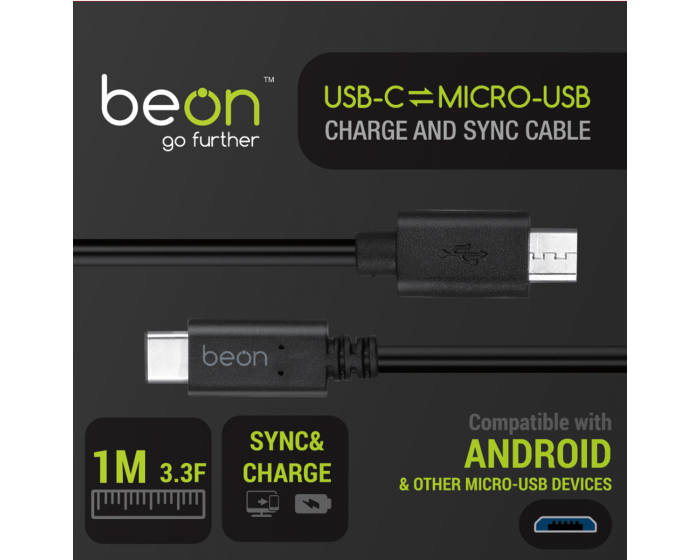 beon™
go further
USB-C⇌MICRO-USB
CHARGE AND SYNC CABLE
beon
1M 3.3F
SYNC&
CHARGE
Compatible with
ANDROID
& OTHER MICRO-USB DEVICES